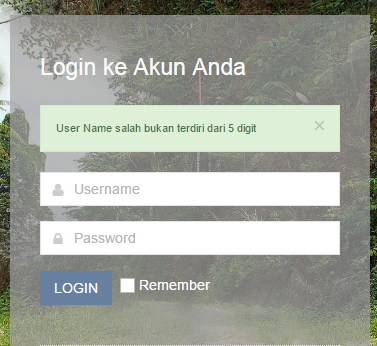 Login ke Akun Anda
User Name salah bukan terdiri dari 5 digit ×
Username
Password
LOGIN Remember